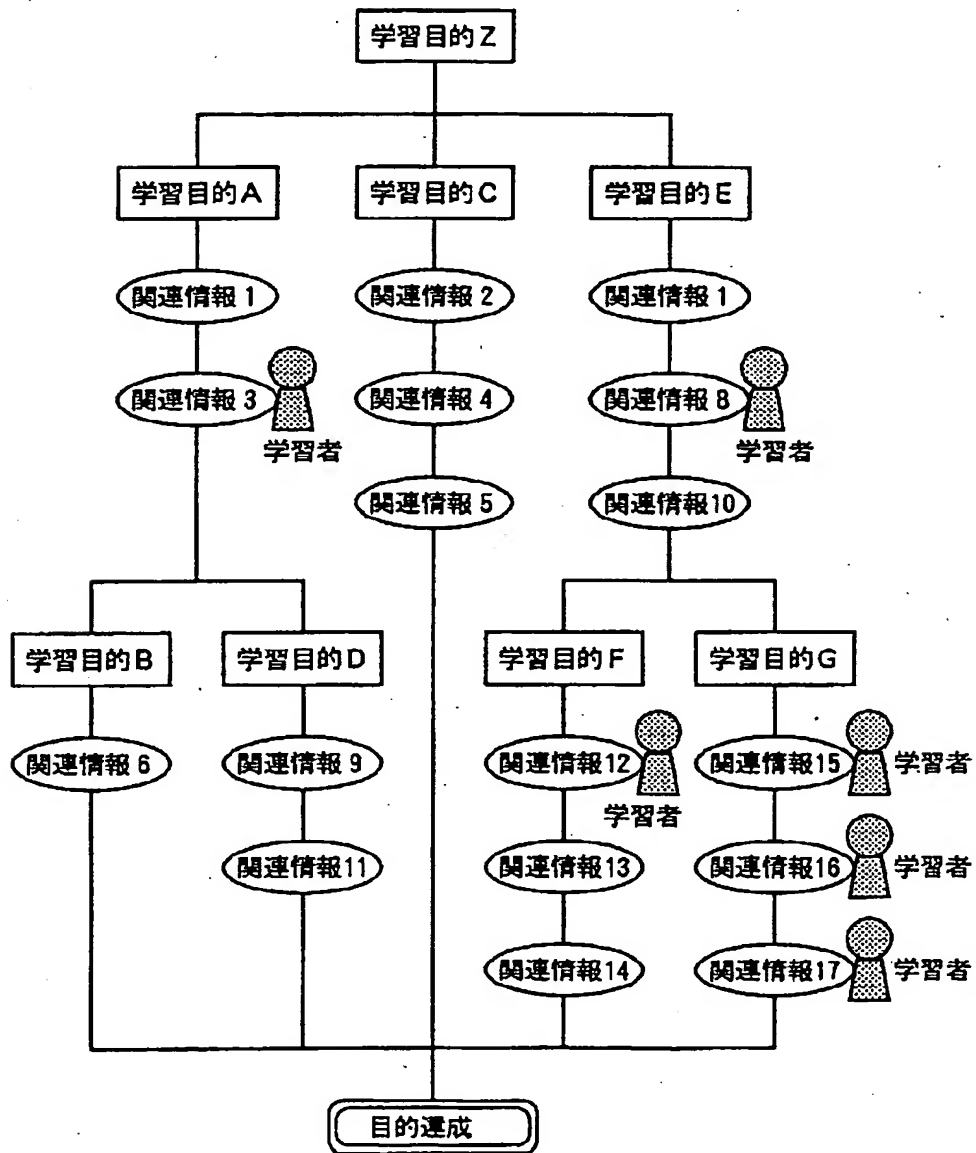 学習目的Z
学習目的A
学習目的C
学習目的E
関連情報1
関連情報2
関連情報1
関連情報3
学習者
関連情報4
関連情報8
学習者
関連情報5
関連情報10
学習目的B
学習目的D
学習目的F
学習目的G
関連情報6
関連情報9
関連情報12
学習者
関連情報15
学習者
関連情報11
関連情報13
関連情報16
学習者
関連情報14
関連情報17
学習者
目的達成